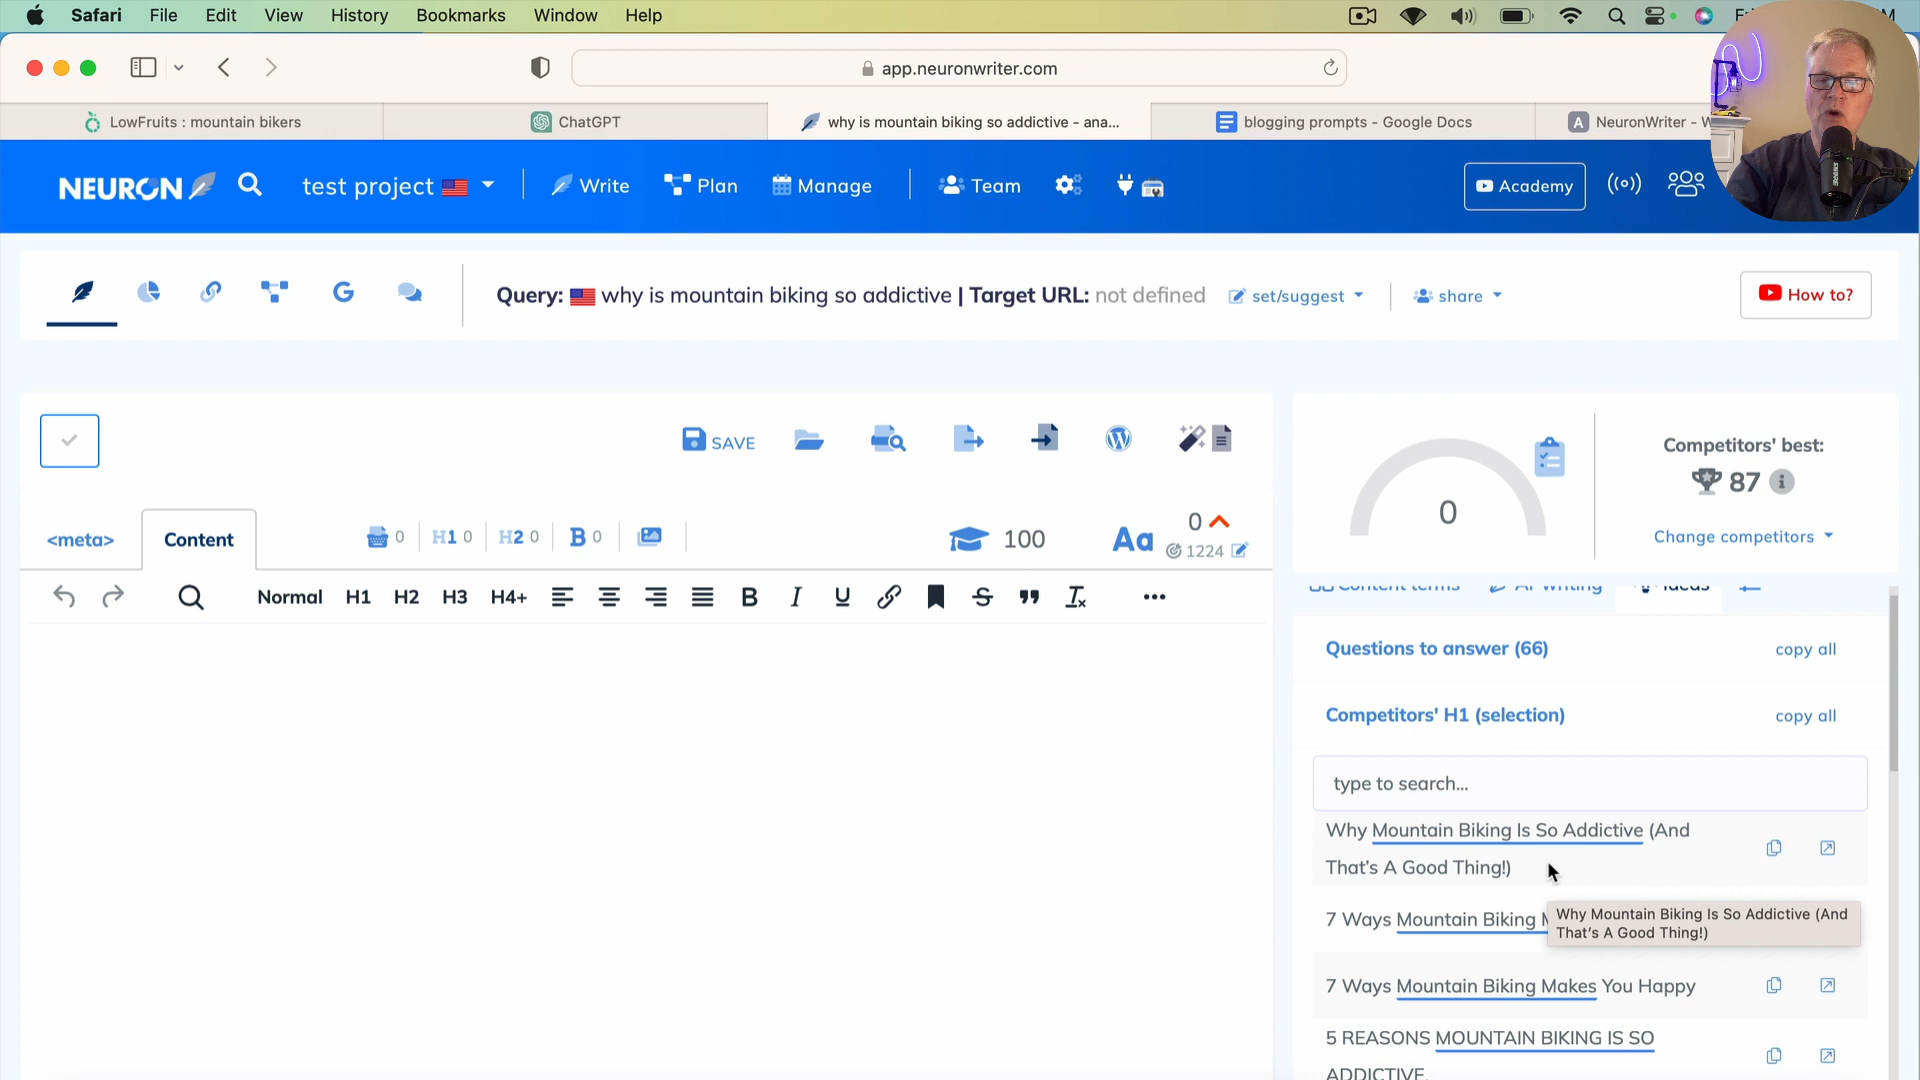 Safari File Edit View History Bookmarks Window Help
app.neuronwriter.com
LowFruits : mountain bikers
ChatGPT
why is mountain biking so addictive - ana...
blogging prompts - Google Docs
A NeuronWriter - W
NEURON
test project
Write
Plan
Manage
Team
Academy
Query: why is mountain biking so addictive | Target URL: not defined
set/suggest
share
How to?
SAVE
Competitors' best:
87
0
Change competitors
<meta>
Content
0 H1 0 H2 0 B 0
100
Aa
0
1224
Normal H1 H2 H3 H4+
B I U
Content terms AI writing Ideas
Questions to answer (66)
copy all
Competitors' H1 (selection)
copy all
type to search...
Why Mountain Biking Is So Addictive (And
That's A Good Thing!)
7 Ways Mountain Biking
Why Mountain Biking Is So Addictive (And
That's A Good Thing!)
7 Ways Mountain Biking Makes You Happy
5 REASONS MOUNTAIN BIKING IS SO
ADDICTIVE.